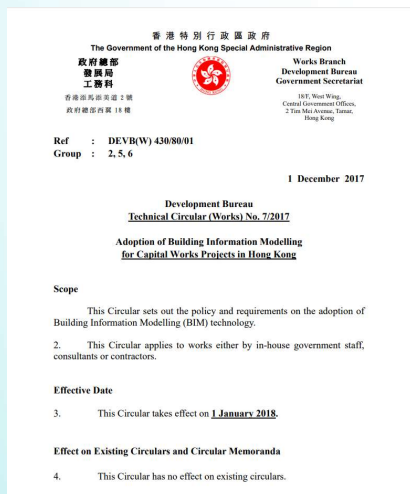 香港特別行政區政府
The Government of the Hong Kong Special Administrative Region
政府總部
發展局
工務科
香港添馬添美道 2 號
政府總部西翼 18 樓
Works Branch
Development Bureau
Government Secretariat
18/F, West Wing,
Central Government Offices,
2 Tim Mei Avenue, Tamar,
Hong Kong
Ref : DEVB(W) 430/80/01
Group : 2, 5, 6
1 December 2017
Development Bureau
Technical Circular (Works) No. 7/2017
Adoption of Building Information Modelling
for Capital Works Projects in Hong Kong
Scope
This Circular sets out the policy and requirements on the adoption of
Building Information Modelling (BIM) technology.
2. This Circular applies to works either by in-house government staff,
consultants or contractors.
Effective Date
3. This Circular takes effect on 1 January 2018.
Effect on Existing Circulars and Circular Memoranda
4. This Circular has no effect on existing circulars.